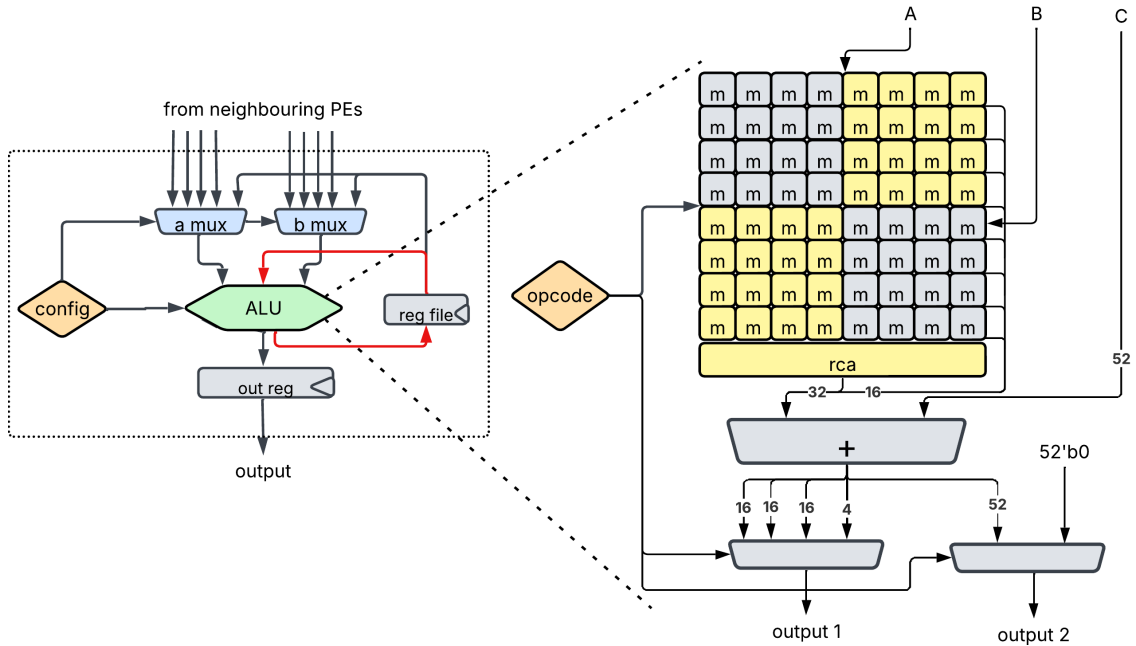 from neighbouring PEs
a mux
b mux
config
ALU
reg file
out reg
output
A
B
C
m m m m m m m m
m m m m m m m m
m m m m m m m m
m m m m m m m m
m m m m m m m m
m m m m m m m m
m m m m m m m m
m m m m m m m m
opcode
rca
52
32
16
+
52'b0
16
16
16
4
52
output 1
output 2